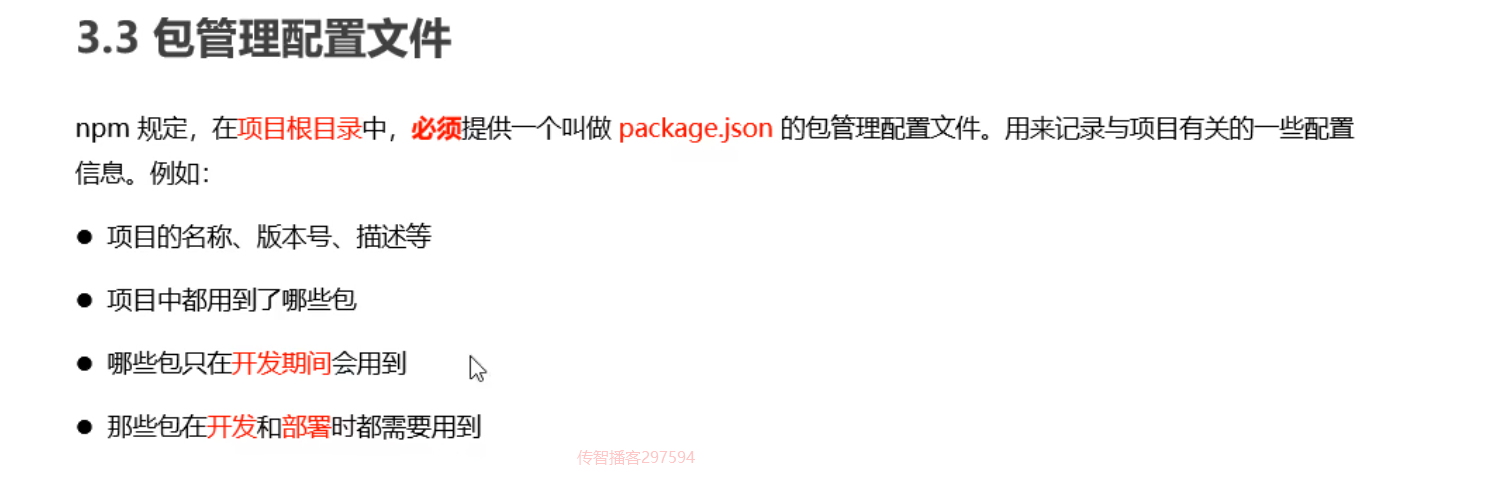 3.3 包管理配置文件
npm 规定，在项目根目录中，必须提供一个叫做 package.json 的包管理配置文件。用来记录与项目有关的一些配置
信息。例如：
● 项目的名称、版本号、描述等
● 项目中都用到了哪些包
● 哪些包只在开发期间会用到
● 那些包在开发和部署时都需要用到
传智播客297594